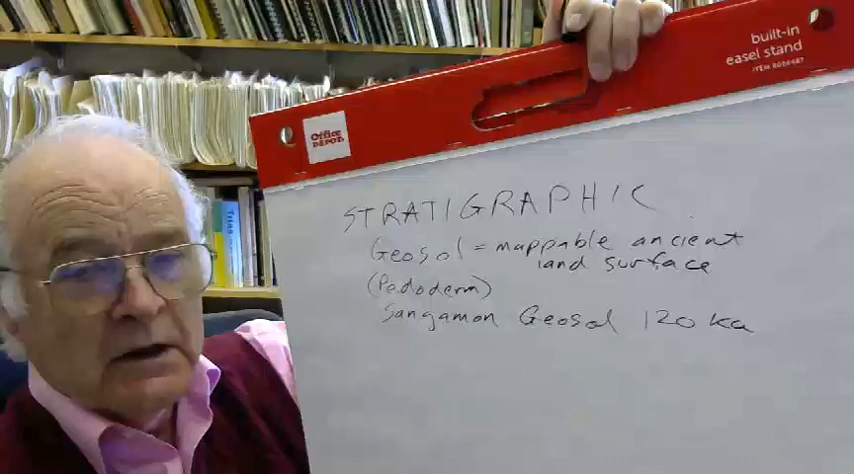 built-in
easel stand
Office
DEPOT
STRATIGRAPHIC
Geosol = mappable ancient
land surface
(Pedoderm)
Sangamon Geosol 120 ka